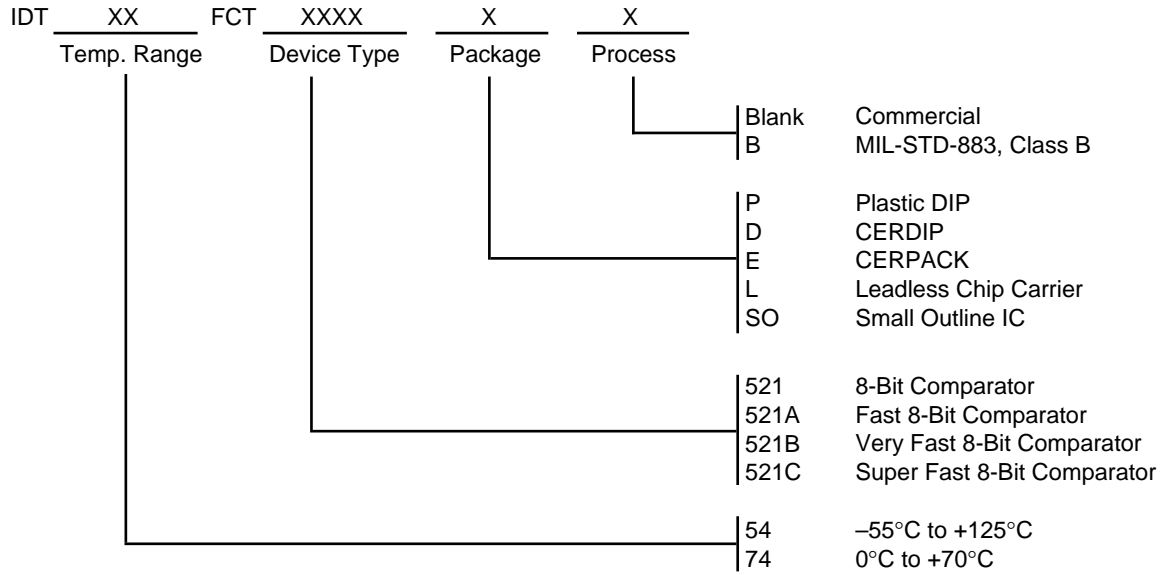 IDT XX FCT XXXX X X
Temp. Range Device Type Package Process
Blank Commercial
B MIL-STD-883, Class B
P Plastic DIP
D CERDIP
E CERPACK
L Leadless Chip Carrier
SO Small Outline IC
521 8-Bit Comparator
521A Fast 8-Bit Comparator
521B Very Fast 8-Bit Comparator
521C Super Fast 8-Bit Comparator
54 –55°C to +125°C
74 0°C to +70°C